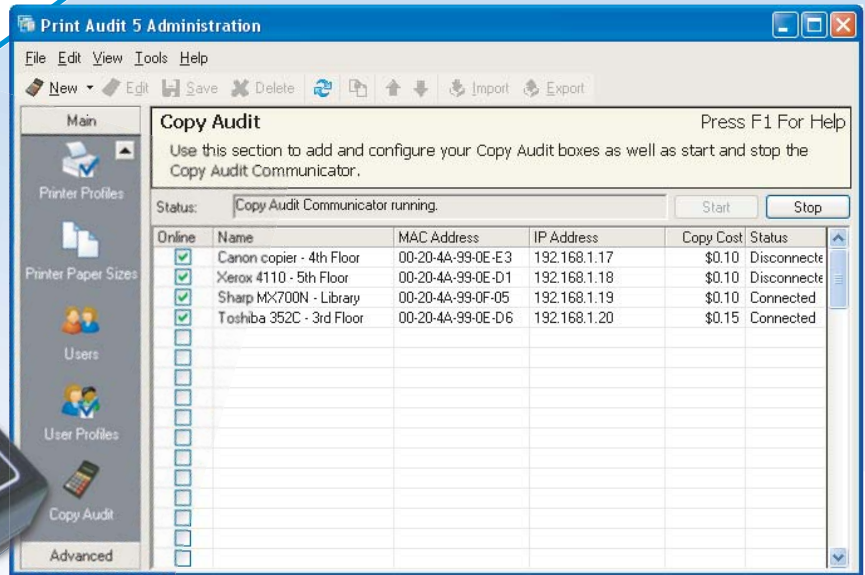 Print Audit 5 Administration
File Edit View Tools Help
New Edit Save Delete Import Export
Main
Printer Profiles
Printer Paper Sizes
Users
User Profiles
Copy Audit
Advanced
Copy Audit Press F1 For Help
Use this section to add and configure your Copy Audit boxes as well as start and stop the
Copy Audit Communicator.
Status: Copy Audit Communicator running. Start Stop
Online Name MAC Address IP Address Copy Cost Status
Canon copier - 4th Floor 00-20-4A-99-0E-E3 192.168.1.17 $0.10 Disconnecte
Xerox 4110 - 5th Floor 00-20-4A-99-0E-D1 192.168.1.18 $0.10 Disconnecte
Sharp MX700N - Library 00-20-4A-99-0F-05 192.168.1.19 $0.10 Connected
Toshiba 352C - 3rd Floor 00-20-4A-99-0E-D6 192.168.1.20 $0.15 Connected